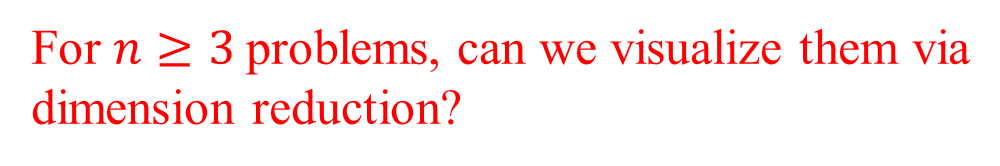 For n ≥ 3 problems, can we visualize them via
dimension reduction?